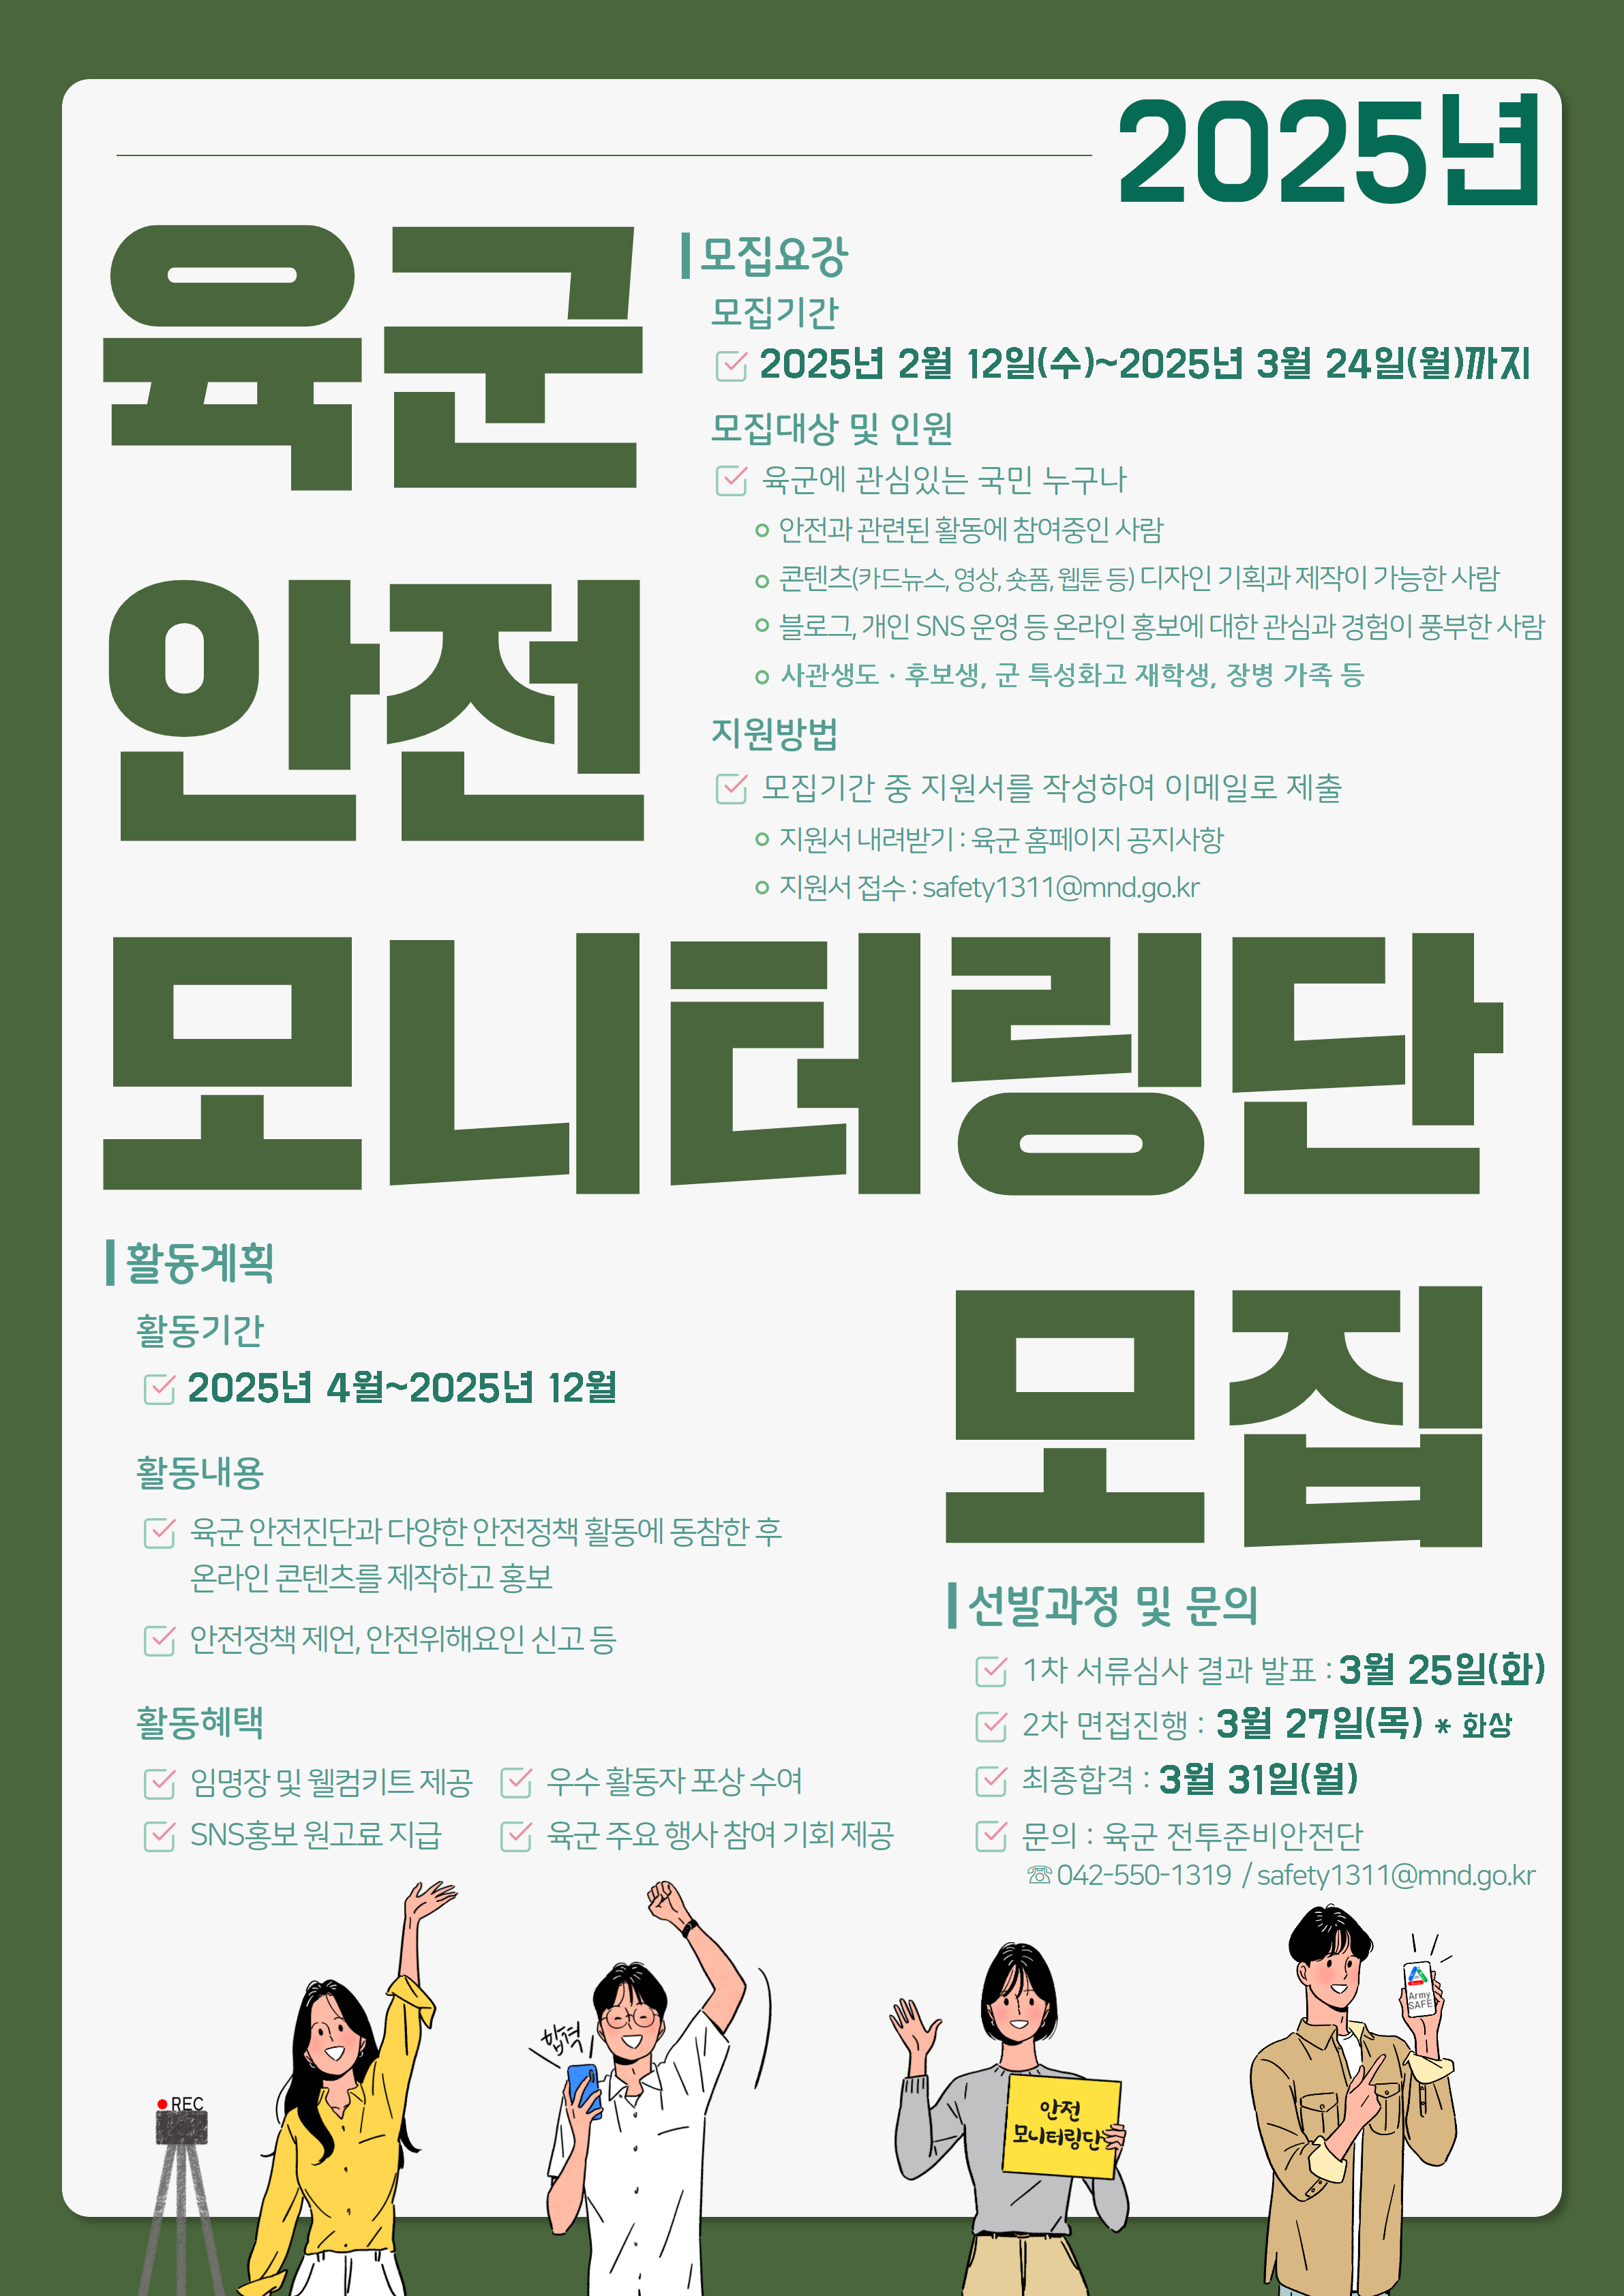 2025년
육군
안전
모니터링단
모집
모집요강
모집기간
2025년 2월 12일(수)~2025년 3월 24일(월)까지
모집대상 및 인원
육군에 관심있는 국민 누구나
안전과 관련된 활동에 참여중인 사람
콘텐츠(카드뉴스, 영상, 숏폼, 웹툰 등) 디자인 기획과 제작이 가능한 사람
블로그, 개인 SNS 운영 등 온라인 홍보에 대한 관심과 경험이 풍부한 사람
사관생도 · 후보생, 군 특성화고 재학생, 장병 가족 등
지원방법
모집기간 중 지원서를 작성하여 이메일로 제출
지원서 내려받기 : 육군 홈페이지 공지사항
지원서 접수 : safety1311@mnd.go.kr
활동계획
활동기간
2025년 4월~2025년 12월
활동내용
육군 안전진단과 다양한 안전정책 활동에 동참한 후
온라인 콘텐츠를 제작하고 홍보
안전정책 제언, 안전위해요인 신고 등
활동혜택
임명장 및 웰컴키트 제공
우수 활동자 포상 수여
SNS홍보 원고료 지급
육군 주요 행사 참여 기회 제공
선발과정 및 문의
1차 서류심사 결과 발표 : 3월 25일(화)
2차 면접진행 : 3월 27일(목) * 화상
최종합격 : 3월 31일(월)
문의 : 육군 전투준비안전단
☏ 042-550-1319 / safety1311@mnd.go.kr
REC
합격
안전
모니터링단
Army
SAFE